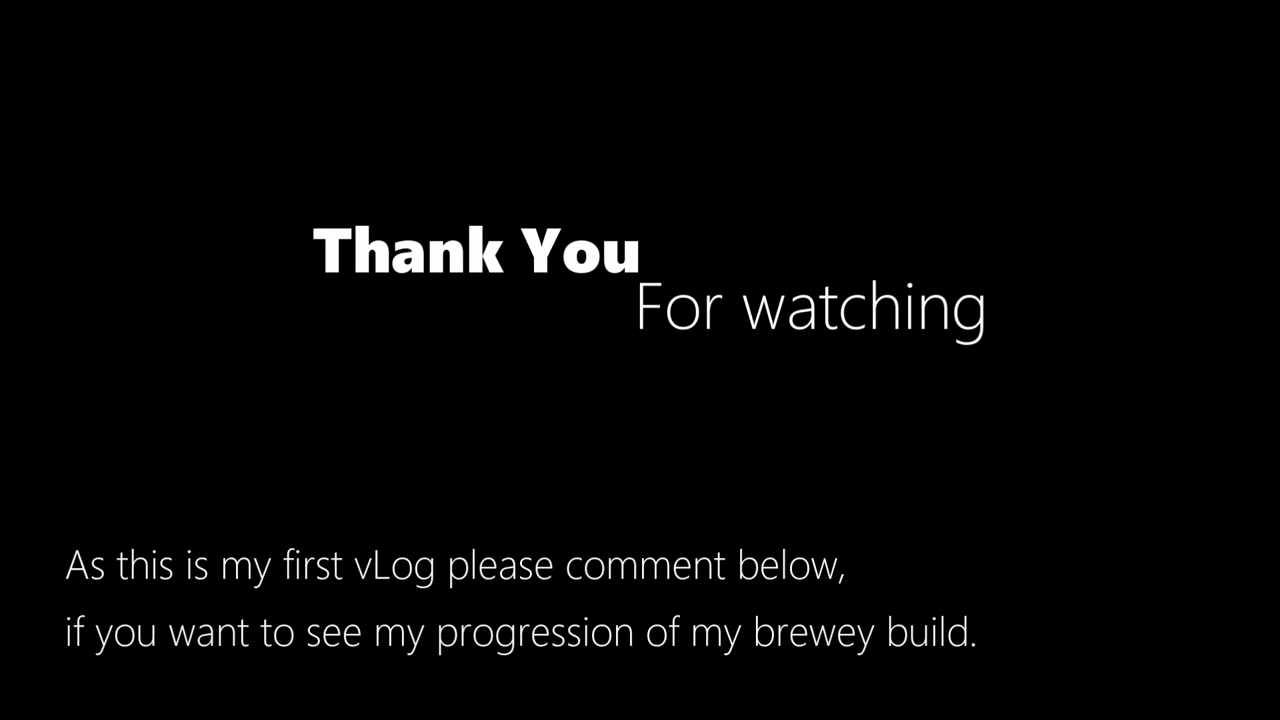 Thank You
For watching
As this is my first vLog please comment below,
if you want to see my progression of my brewey build.